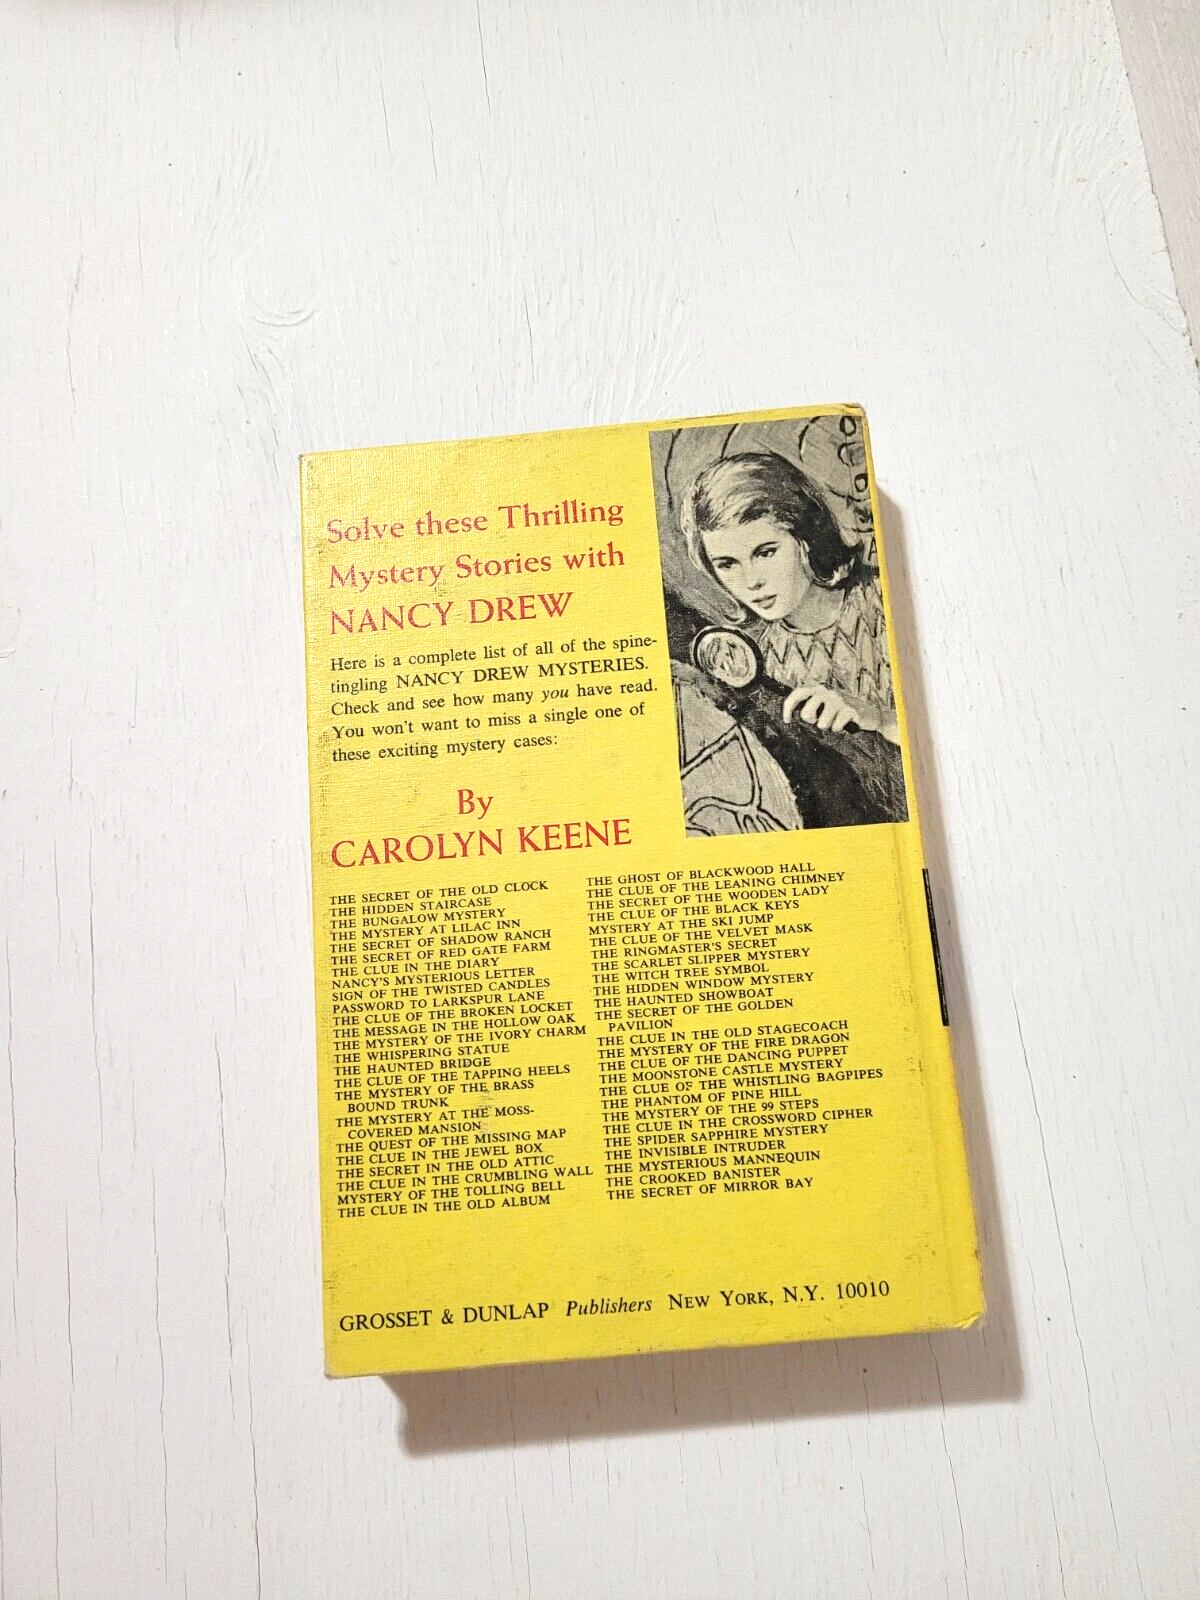 Solve these Thrilling
Mystery Stories with
NANCY DREW
Here is a complete list of all of the spine-
tingling NANCY DREW MYSTERIES.
Check and see how many you have read.
You won't want to miss a single one of
these exciting mystery cases:
By
CAROLYN KEENE
THE SECRET OF THE OLD CLOCK
THE HIDDEN STAIRCASE
THE BUNGALOW MYSTERY
THE MYSTERY AT LILAC INN
THE SECRET OF SHADOW RANCH
THE SECRET OF RED GATE FARM
THE CLUE IN THE DIARY
NANCY'S MYSTERIOUS LETTER
SIGN OF THE TWISTED CANDLES
PASSWORD TO LARKSPUR LANE
THE CLUE OF THE BROKEN LOCKET
THE MESSAGE IN THE HOLLOW OAK
THE MYSTERY OF THE IVORY CHARM
THE WHISPERING STATUE
THE HAUNTED BRIDGE
THE CLUE OF THE TAPPING HEELS
THE MYSTERY OF THE BRASS
BOUND TRUNK
THE MYSTERY AT THE MOSS-
COVERED MANSION
THE QUEST OF THE MISSING MAP
THE CLUE IN THE JEWEL BOX
THE SECRET IN THE OLD ATTIC
THE CLUE IN THE CRUMBLING WALL
MYSTERY OF THE TOLLING BELL
THE CLUE IN THE OLD ALBUM
THE GHOST OF BLACKWOOD HALL
THE CLUE OF THE LEANING CHIMNEY
THE SECRET OF THE WOODEN LADY
THE CLUE OF THE BLACK KEYS
MYSTERY AT THE SKI JUMP
THE CLUE OF THE VELVET MASK
THE RINGMASTER'S SECRET
THE SCARLET SLIPPER MYSTERY
THE WITCH TREE SYMBOL
THE HIDDEN WINDOW MYSTERY
THE HAUNTED SHOWBOAT
THE SECRET OF THE GOLDEN
PAVILION
THE CLUE IN THE OLD STAGECOACH
THE MYSTERY OF THE FIRE DRAGON
THE CLUE OF THE DANCING PUPPET
THE MOONSTONE CASTLE MYSTERY
THE CLUE OF THE WHISTLING BAGPIPES
THE PHANTOM OF PINE HILL
THE MYSTERY OF THE 99 STEPS
THE CLUE IN THE CROSSWORD CIPHER
THE SPIDER SAPPHIRE MYSTERY
THE INVISIBLE INTRUDER
THE MYSTERIOUS MANNEQUIN
THE CROOKED BANISTER
THE SECRET OF MIRROR BAY
GROSSET & DUNLAP Publishers NEW YORK, N.Y. 10010